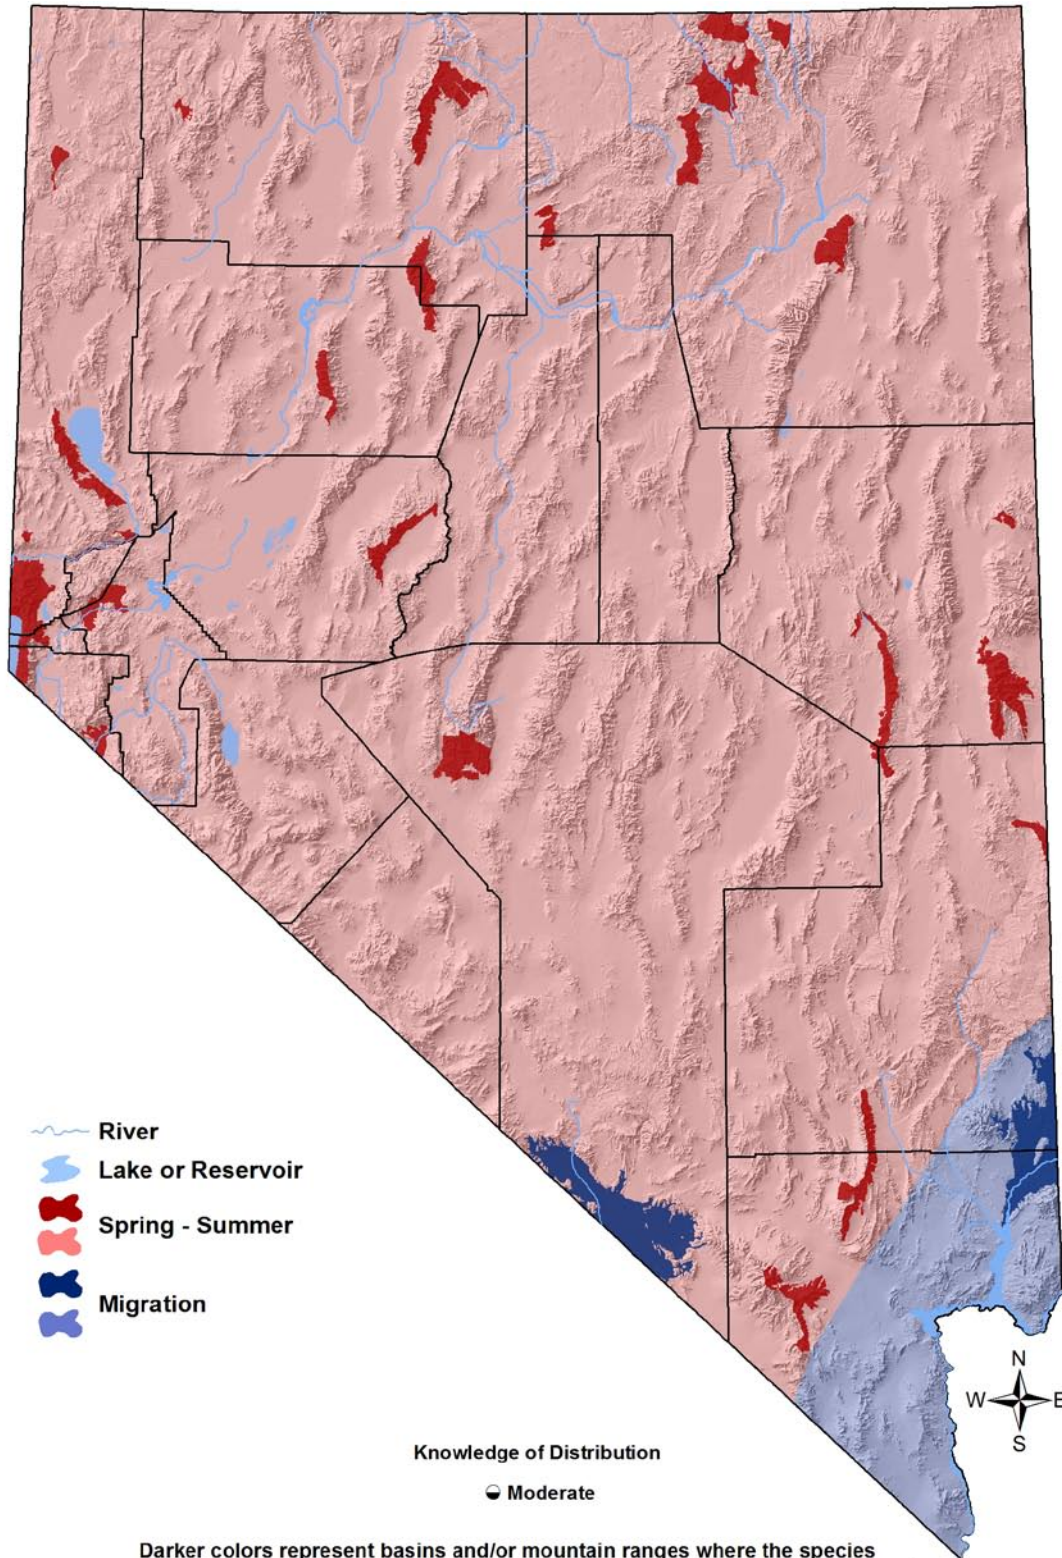 River
Lake or Reservoir
Spring - Summer
Migration
N
W E
S
Knowledge of Distribution
Moderate
Darker colors represent basins and/or mountain ranges where the species